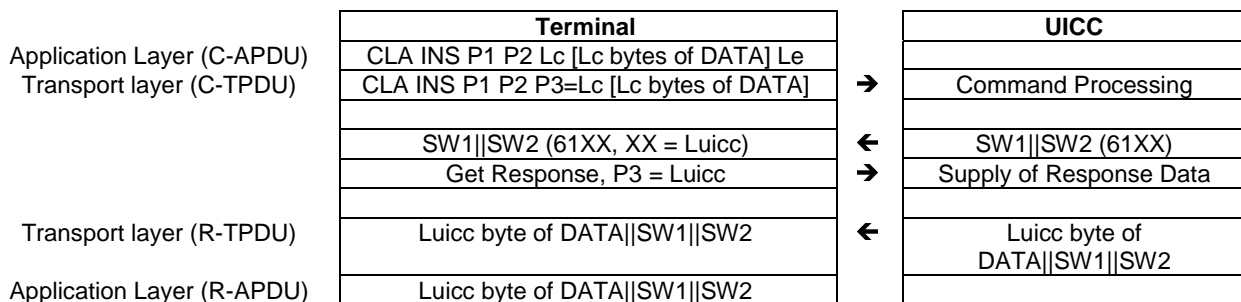 Terminal UICC
Application Layer (C-APDU) CLA INS P1 P2 Lc [Lc bytes of DATA] Le
Transport layer (C-TPDU) CLA INS P1 P2 P3=Lc [Lc bytes of DATA] → Command Processing
SW1||SW2 (61XX, XX = Luicc) ← SW1||SW2 (61XX)
Get Response, P3 = Luicc → Supply of Response Data
Transport layer (R-TPDU) Luicc byte of DATA||SW1||SW2 ← Luicc byte of
DATA||SW1||SW2
Application Layer (R-APDU) Luicc byte of DATA||SW1||SW2